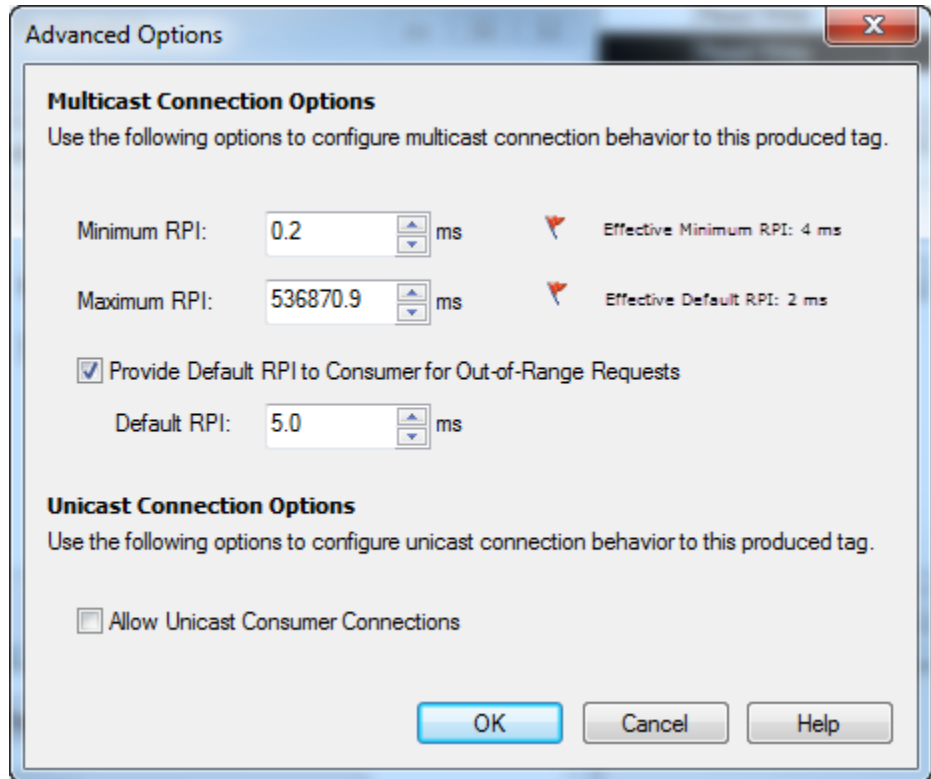 Advanced Options
Multicast Connection Options
Use the following options to configure multicast connection behavior to this produced tag.
Minimum RPI: 0.2 ms Effective Minimum RPI: 4 ms
Maximum RPI: 536870.9 ms Effective Default RPI: 2 ms
Provide Default RPI to Consumer for Out-of-Range Requests
Default RPI: 5.0 ms
Unicast Connection Options
Use the following options to configure unicast connection behavior to this produced tag.
Allow Unicast Consumer Connections
OK Cancel Help